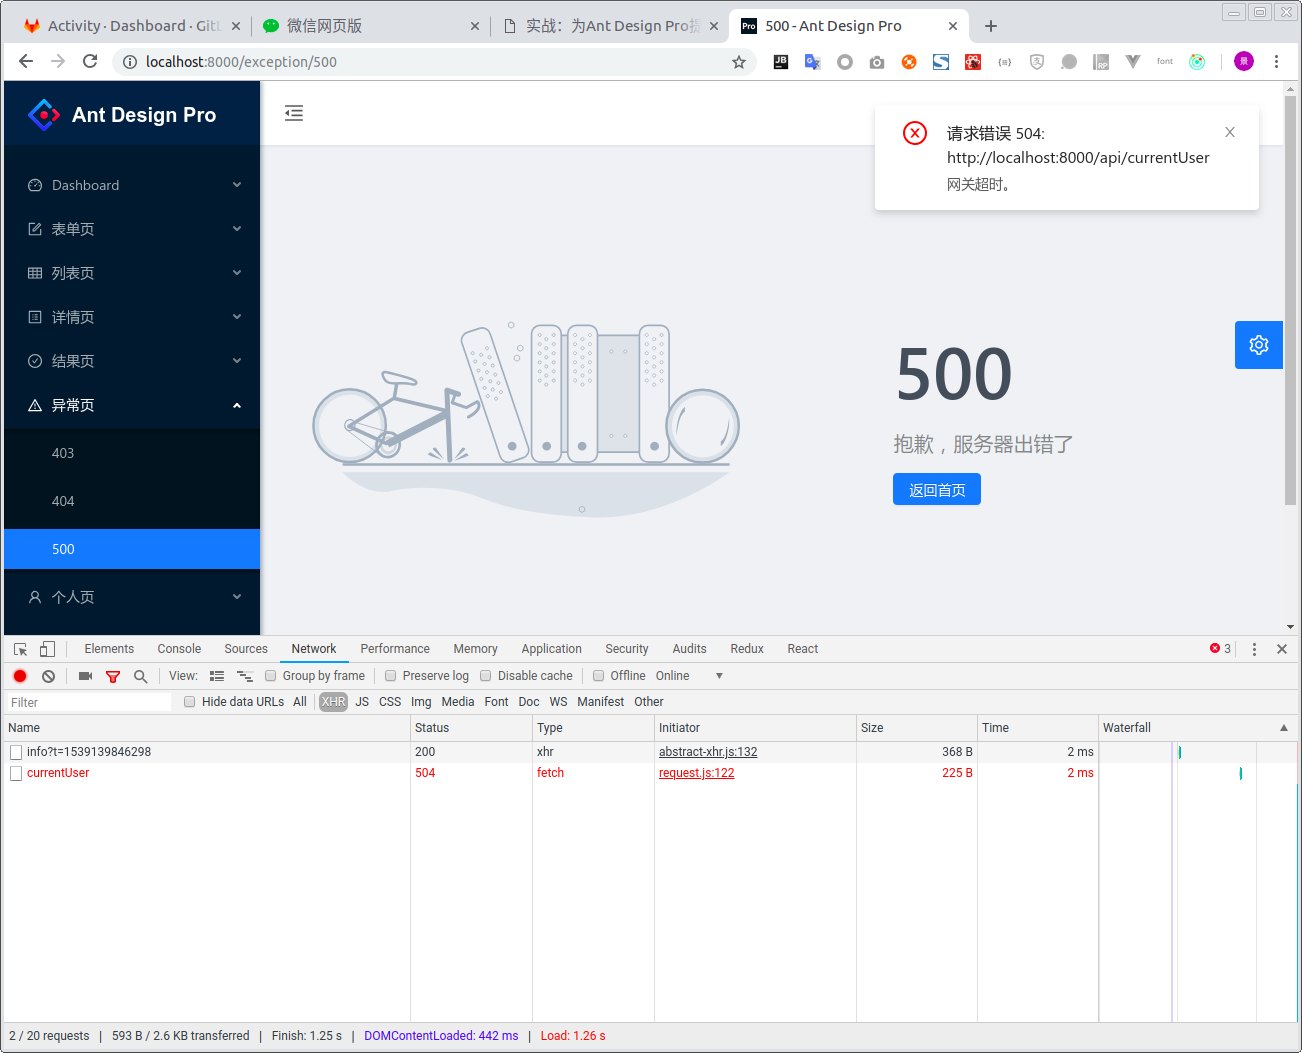 Activity · Dashboard · GitL
微信网页版
实战：为Ant Design Pro提
Pro 500 - Ant Design Pro
localhost:8000/exception/500
JB
font
景
Ant Design Pro
Dashboard
表单页
列表页
详情页
结果页
异常页
403
404
500
个人页
请求错误 504:
http://localhost:8000/api/currentUser
网关超时。
500
抱歉，服务器出错了
返回首页
Elements Console Sources Network Performance Memory Application Security Audits Redux React 3
View: Group by frame Preserve log Disable cache Offline Online
Filter Hide data URLs All XHR JS CSS Img Media Font Doc WS Manifest Other
Name Status Type Initiator Size Time Waterfall
info?t=1539139846298 200 xhr abstract-xhr.js:132 368 B 2 ms
currentUser 504 fetch request.js:122 225 B 2 ms
2 / 20 requests | 593 B / 2.6 KB transferred | Finish: 1.25 s | DOMContentLoaded: 442 ms | Load: 1.26 s